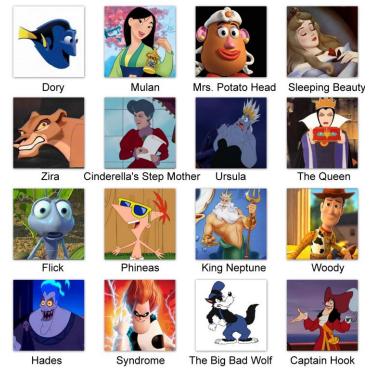 Dory Mulan Mrs. Potato Head Sleeping Beauty
Zira Cinderella's Step Mother Ursula The Queen
Flick Phineas King Neptune Woody
Hades Syndrome The Big Bad Wolf Captain Hook